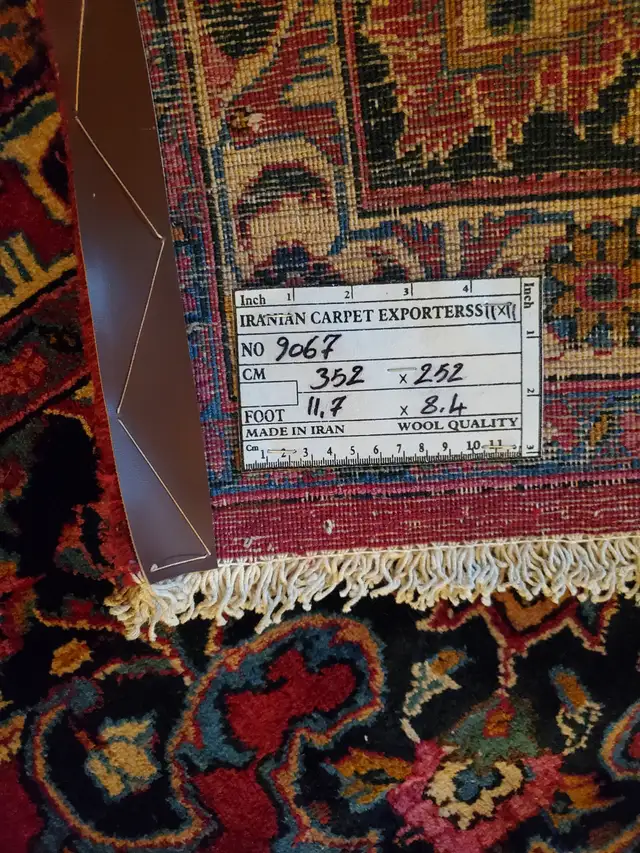 Inch 1 2 3 4
Inch 1 2 3
IRANIAN CARPET EXPORTERSS
NO 9067
CM 352 X 252
FOOT 11,7 X 8.4
MADE IN IRAN WOOL QUALITY
Cm 1 2 3 4 5 6 7 8 9 10 11